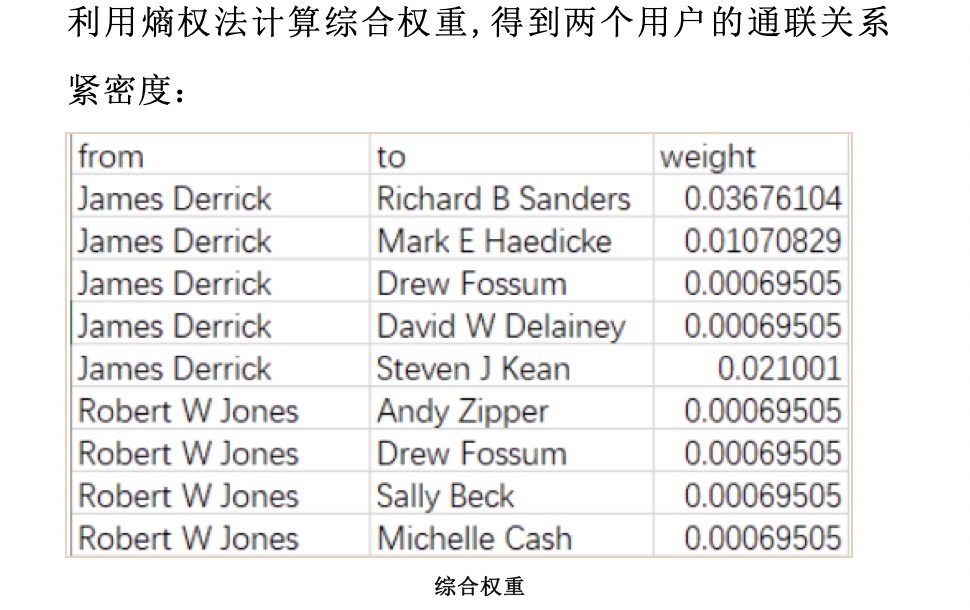 利用熵权法计算综合权重,得到两个用户的通联关系
紧密度：
from to weight
James Derrick Richard B Sanders 0.03676104
James Derrick Mark E Haedicke 0.01070829
James Derrick Drew Fossum 0.00069505
James Derrick David W Delainey 0.00069505
James Derrick Steven J Kean 0.021001
Robert W Jones Andy Zipper 0.00069505
Robert W Jones Drew Fossum 0.00069505
Robert W Jones Sally Beck 0.00069505
Robert W Jones Michelle Cash 0.00069505
综合权重